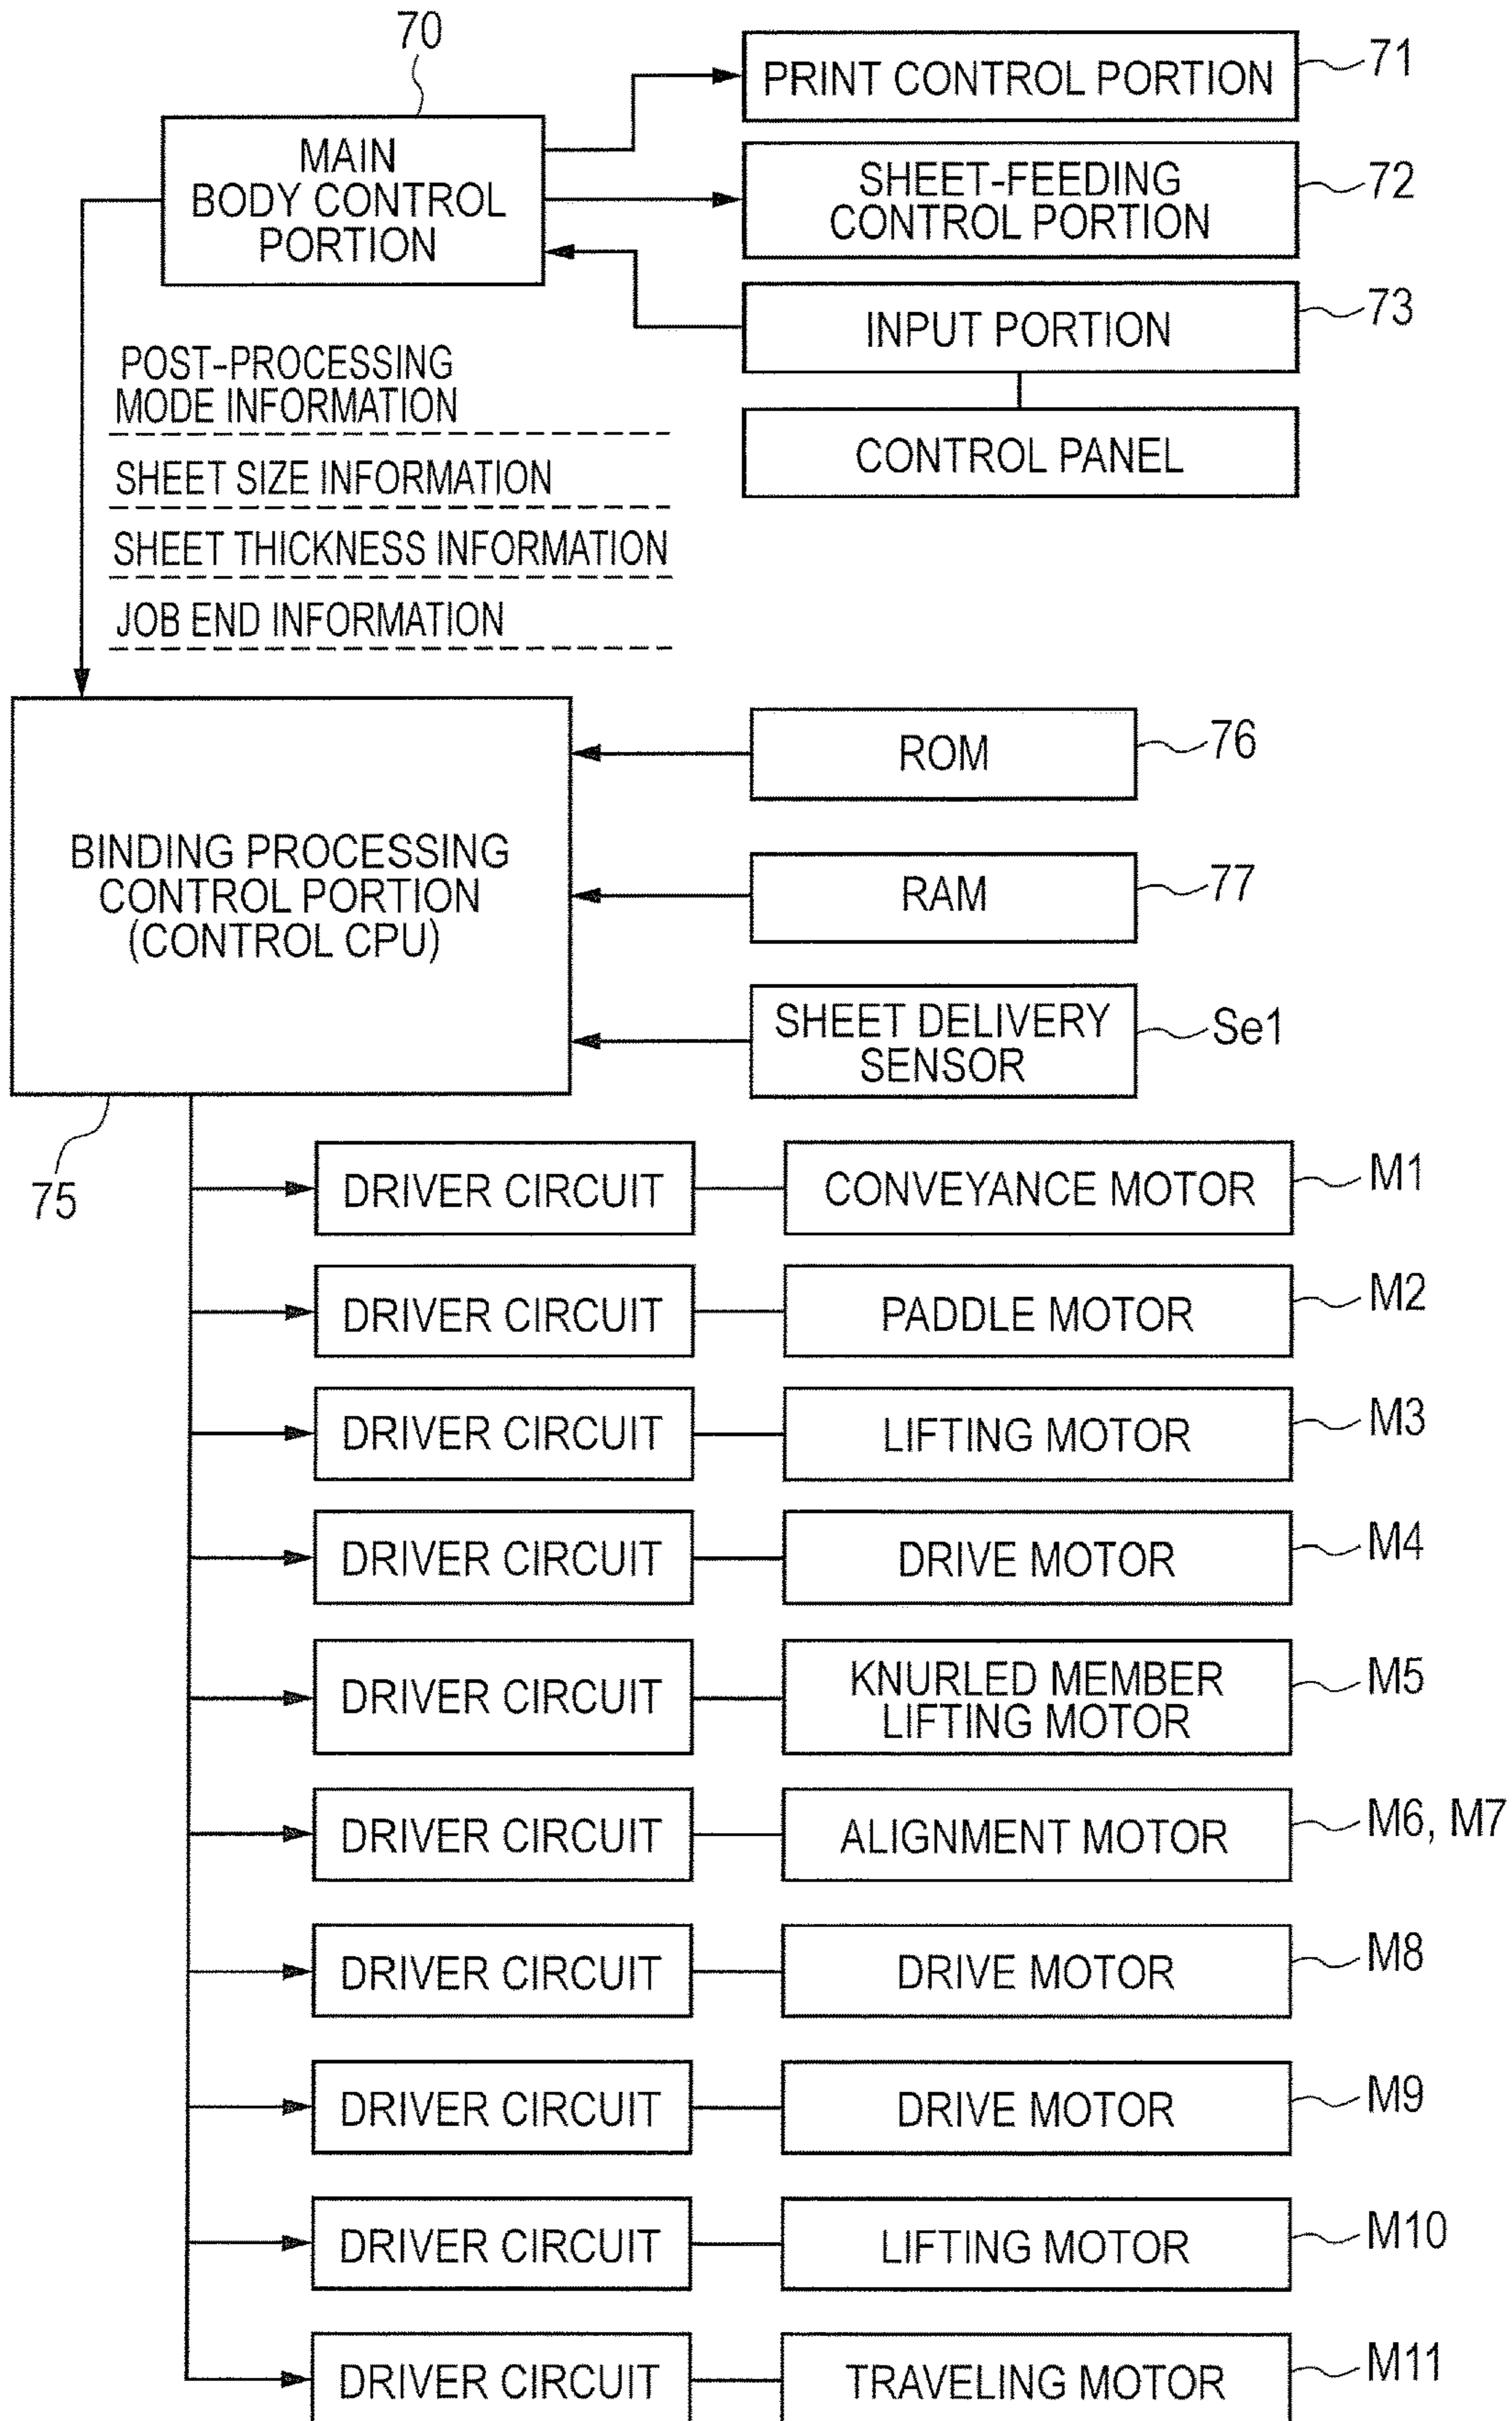 70
MAIN
BODY CONTROL
PORTION
PRINT CONTROL PORTION
71
SHEET-FEEDING
CONTROL PORTION
72
INPUT PORTION
73
CONTROL PANEL
POST-PROCESSING
MODE INFORMATION
SHEET SIZE INFORMATION
SHEET THICKNESS INFORMATION
JOB END INFORMATION
BINDING PROCESSING
CONTROL PORTION
(CONTROL CPU)
75
ROM
76
RAM
77
SHEET DELIVERY
SENSOR
Se1
DRIVER CIRCUIT
CONVEYANCE MOTOR
M1
DRIVER CIRCUIT
PADDLE MOTOR
M2
DRIVER CIRCUIT
LIFTING MOTOR
M3
DRIVER CIRCUIT
DRIVE MOTOR
M4
DRIVER CIRCUIT
KNURLED MEMBER
LIFTING MOTOR
M5
DRIVER CIRCUIT
ALIGNMENT MOTOR
M6, M7
DRIVER CIRCUIT
DRIVE MOTOR
M8
DRIVER CIRCUIT
DRIVE MOTOR
M9
DRIVER CIRCUIT
LIFTING MOTOR
M10
DRIVER CIRCUIT
TRAVELING MOTOR
M11